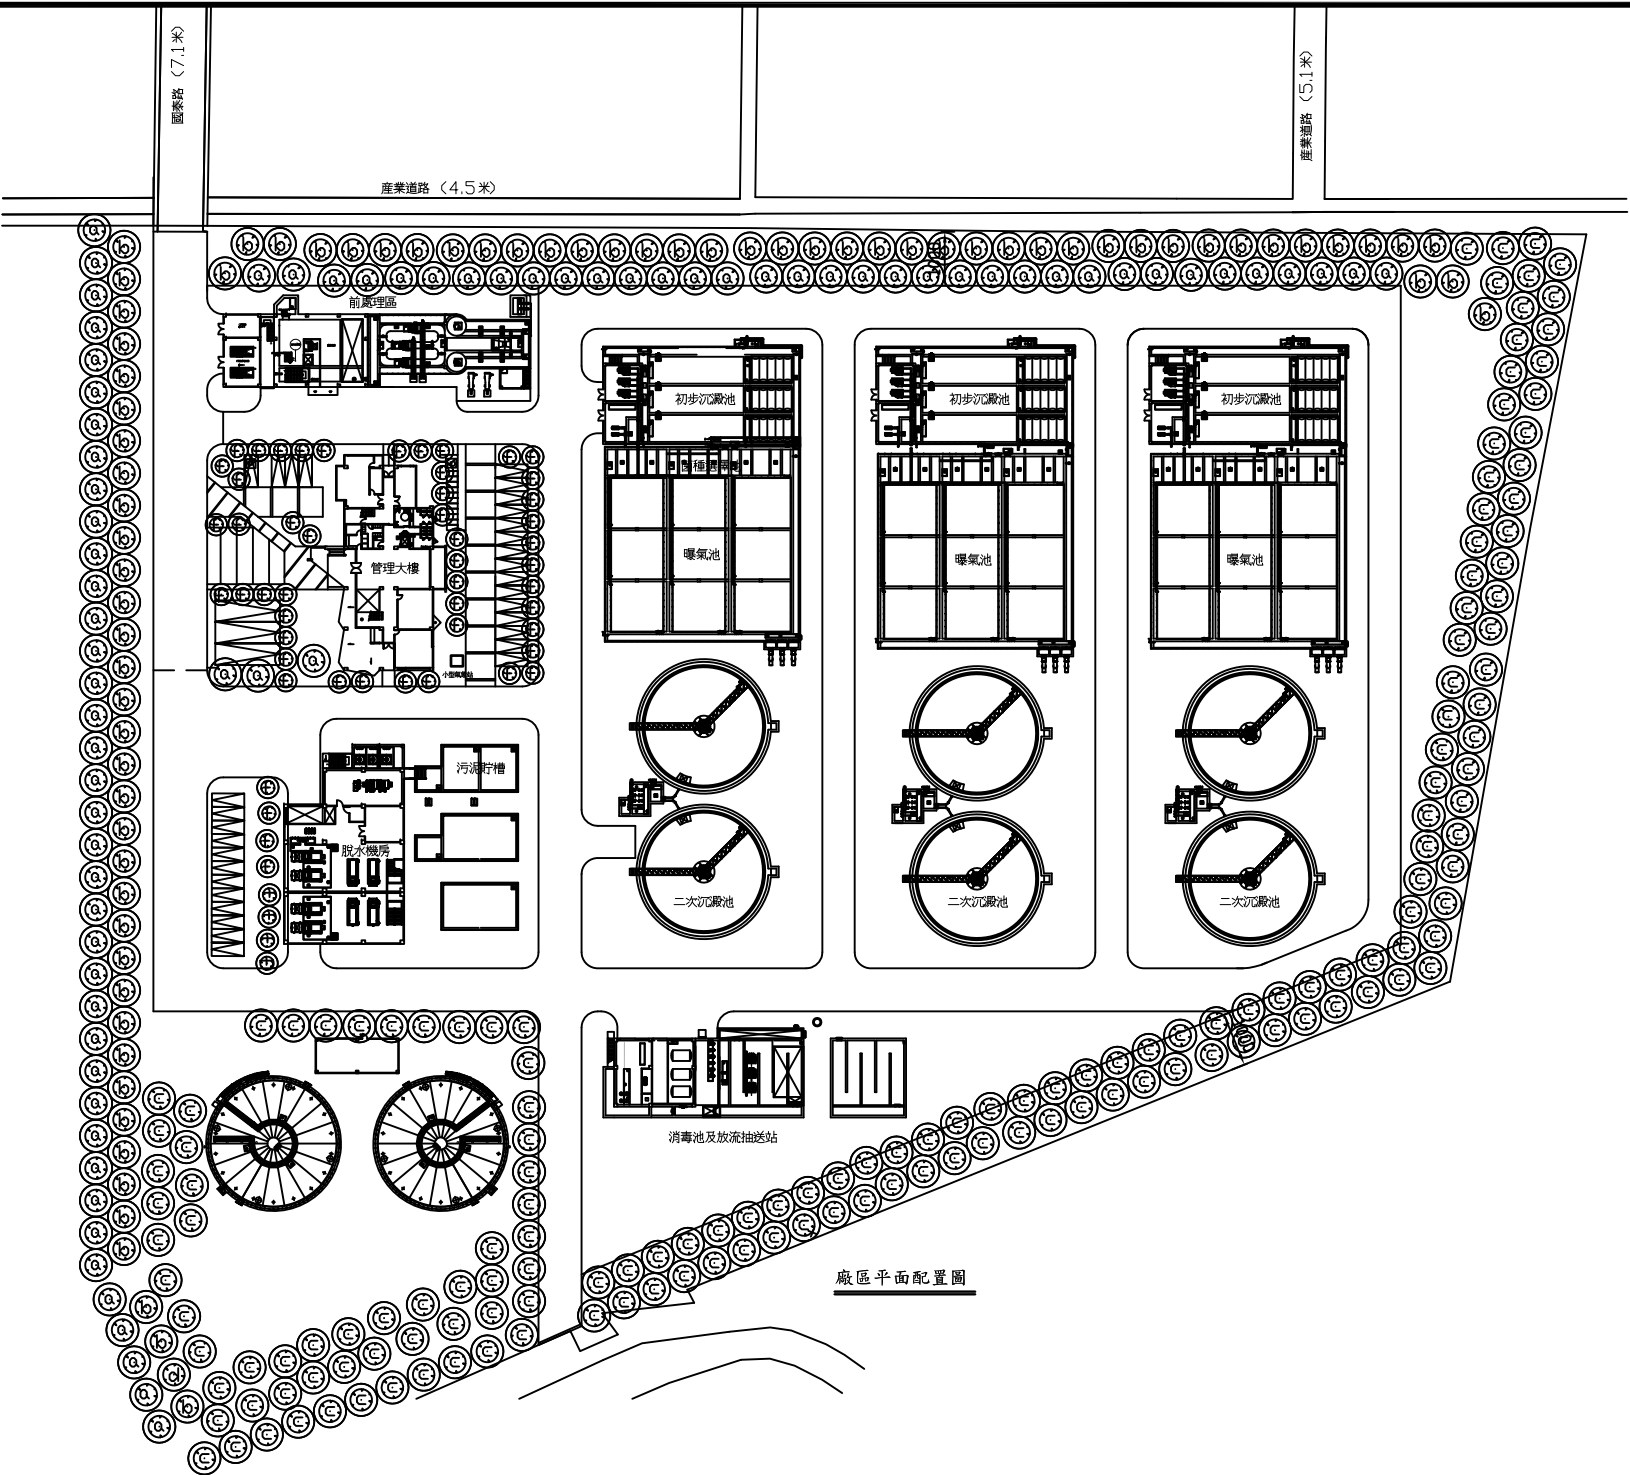 國泰路 (7.1米)
產業道路 (5.1米)
產業道路 (4.5米)
前處理區
初步沉澱池
初步沉澱池
初步沉澱池
曝氣池
曝氣池
曝氣池
管理大樓
污泥貯槽
脫水機房
二次沉澱池
二次沉澱池
二次沉澱池
消毒池及放流抽送站
廠區平面配置圖